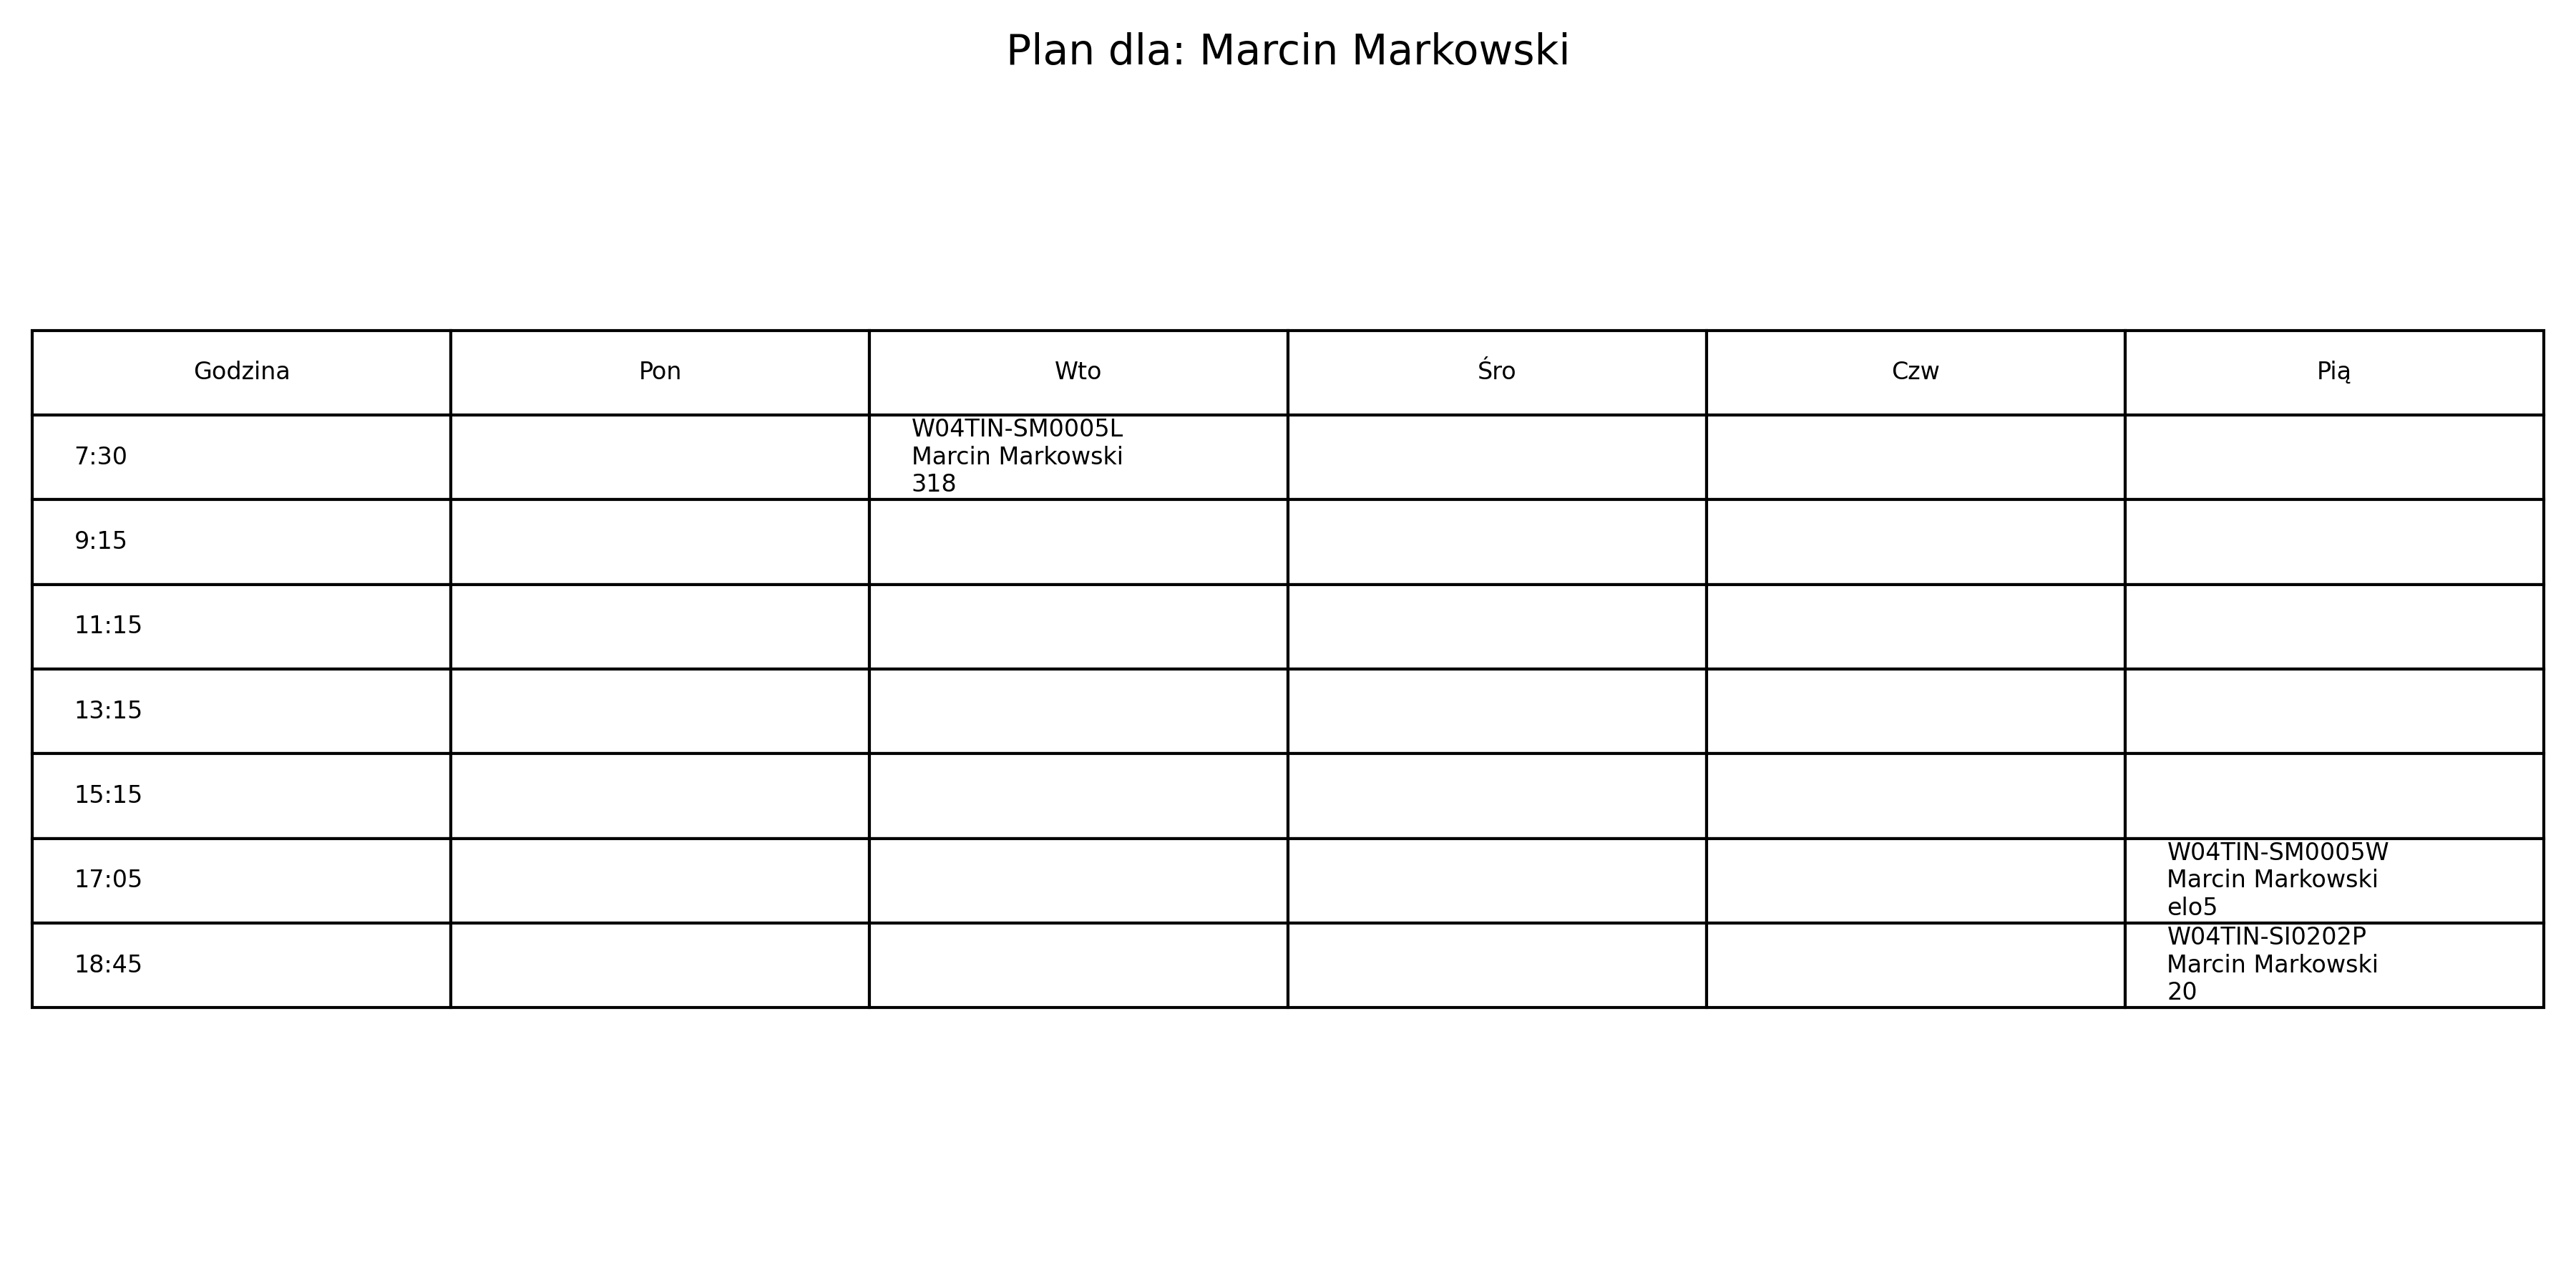 Plan dla: Marcin Markowski
Godzina Pon Wto Śro Czw Pią
7:30
W04TIN-SM0005L
Marcin Markowski
318
9:15
11:15
13:15
15:15
17:05
W04TIN-SM0005W
Marcin Markowski
elo5
18:45
W04TIN-SI0202P
Marcin Markowski
20